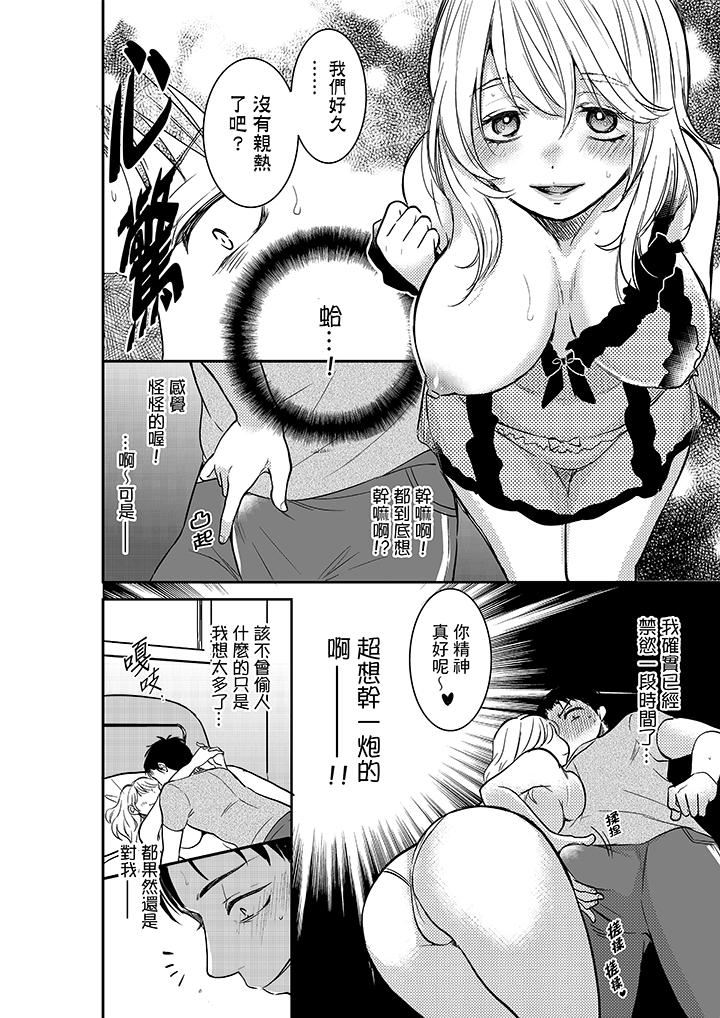 我們好久
……
沒有親熱
了吧？
心
驚
蛤
…！
感覺
怪怪的喔！
…啊～可是——
幹嘛啊！
都到底想
幹嘛啊!?
凸起
我確實已經
禁慾一段時間了…
你精神
真好呢～♥
揉捏
搓揉
搓揉♥
超想幹一炮的
啊——!!
該不會偷人
什麼的只是
我想太多了…
嘎吱
都果然還是
對我——